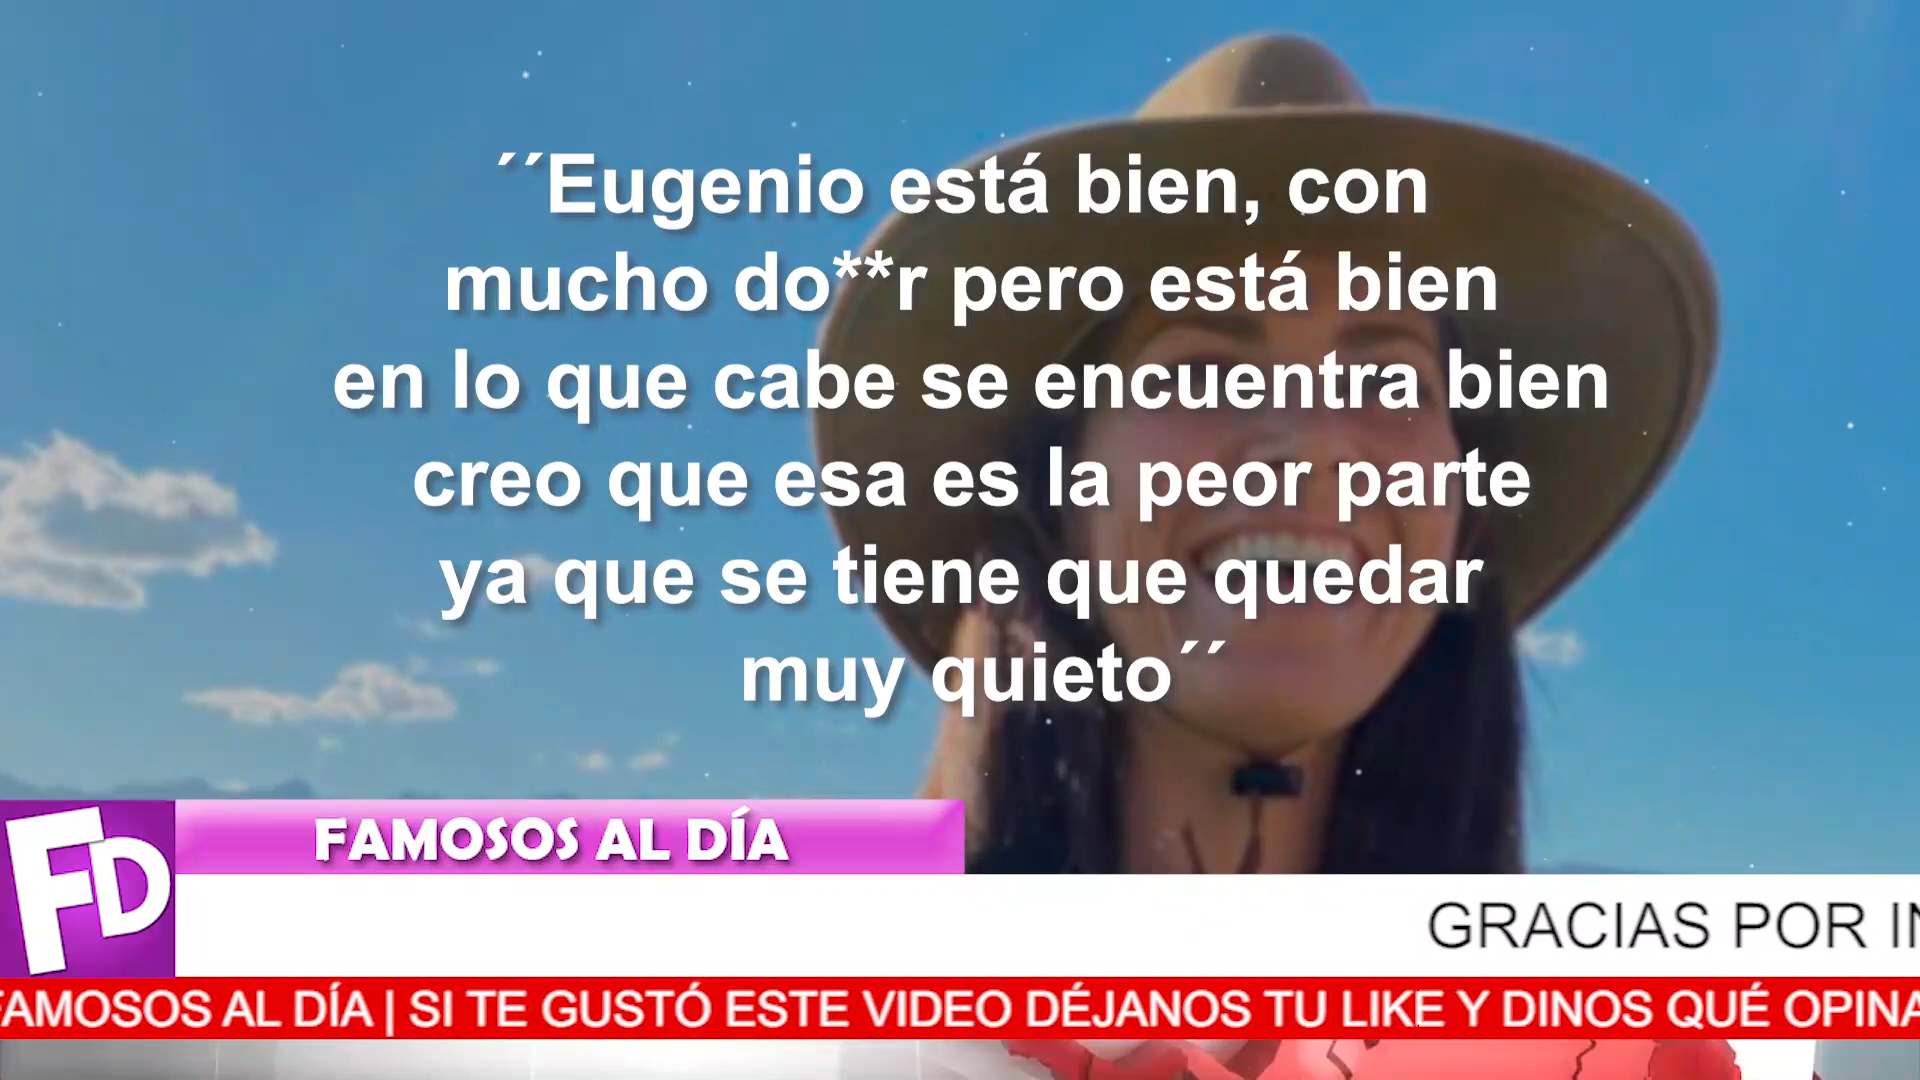 ´´Eugenio está bien, con
mucho do**r pero está bien
en lo que cabe se encuentra bien
creo que esa es la peor parte
ya que se tiene que quedar
muy quieto´´
FAMOSOS AL DÍA
FD
GRACIAS POR IN
FAMOSOS AL DÍA | SI TE GUSTÓ ESTE VIDEO DÉJANOS TU LIKE Y DINOS QUÉ OPINA